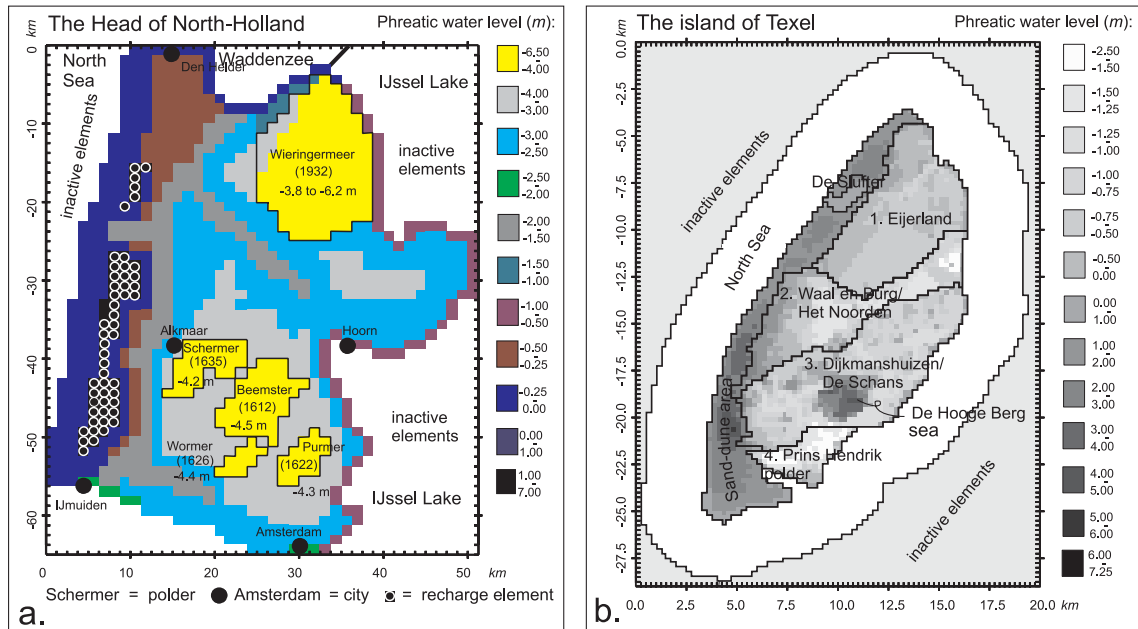 The Head of North-Holland
Phreatic water level (m):
km
0
-10
-20
-30
-40
-50
-60
0
10
20
30
40
50
km
North
Sea
Den Helder
Waddenzee
IJssel Lake
inactive elements
inactive
elements
Wieringermeer
(1932)
-3,8 to -6,2 m
Alkmaar
Hoorn
Schermer
(1635)
-4.2 m
Beemster
(1612)
-4.5 m
inactive
elements
Wormer
(1626)
-4.4 m
Purmer
(1622)
-4.3 m
IJssel Lake
IJmuiden
Amsterdam
-6.50
-4.00
-4.00
-3.00
-3.00
-2.50
-2.50
-2.00
-2.00
-1.50
-1.50
-1.00
-1.00
-0.50
-0.50
-0.25
-0.25
0.00
0.00
1.00
1.00
7.00
a.
Schermer = polder
Amsterdam = city
= recharge element
The island of Texel
Phreatic water level (m):
km
0.0
-2.5
-5.0
-7.5
-10.0
-12.5
-15.0
-17.5
-20.0
-22.5
-25.0
-27.5
0.0
2.5
5.0
7.5
10.0
12.5
15.0
17.5
20.0
km
inactive elements
North Sea
De Slufter
1. Eijerland
2. Waal en Burg/
Het Noorden
3. Dijkmanshuizen/
De Schans
De Hooge Berg
sea
Sand-dune area
4. Prins Hendrik
polder
inactive elements
-2.50
-1.50
-1.50
-1.25
-1.25
-1.00
-1.00
-0.75
-0.75
-0.50
-0.50
0.00
0.00
1.00
1.00
2.00
2.00
3.00
3.00
4.00
4.00
5.00
5.00
6.00
6.00
7.25
b.